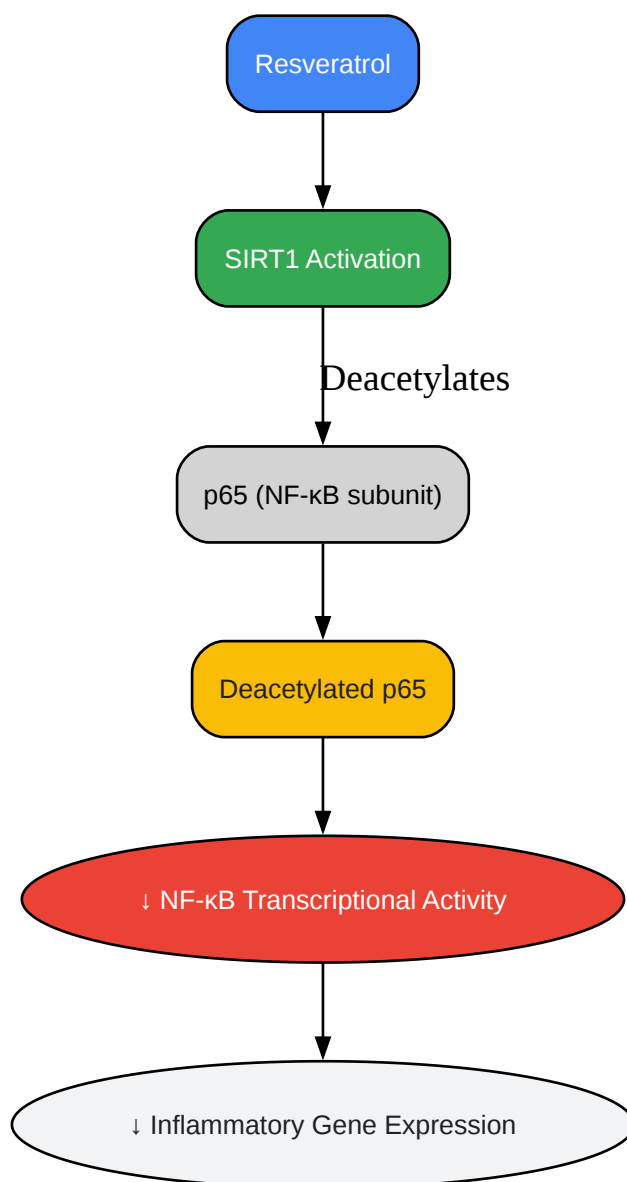 Resveratrol
SIRT1 Activation
Deacetylates
p65 (NF-κB subunit)
Deacetylated p65
↓ NF-κB Transcriptional Activity
↓ Inflammatory Gene Expression